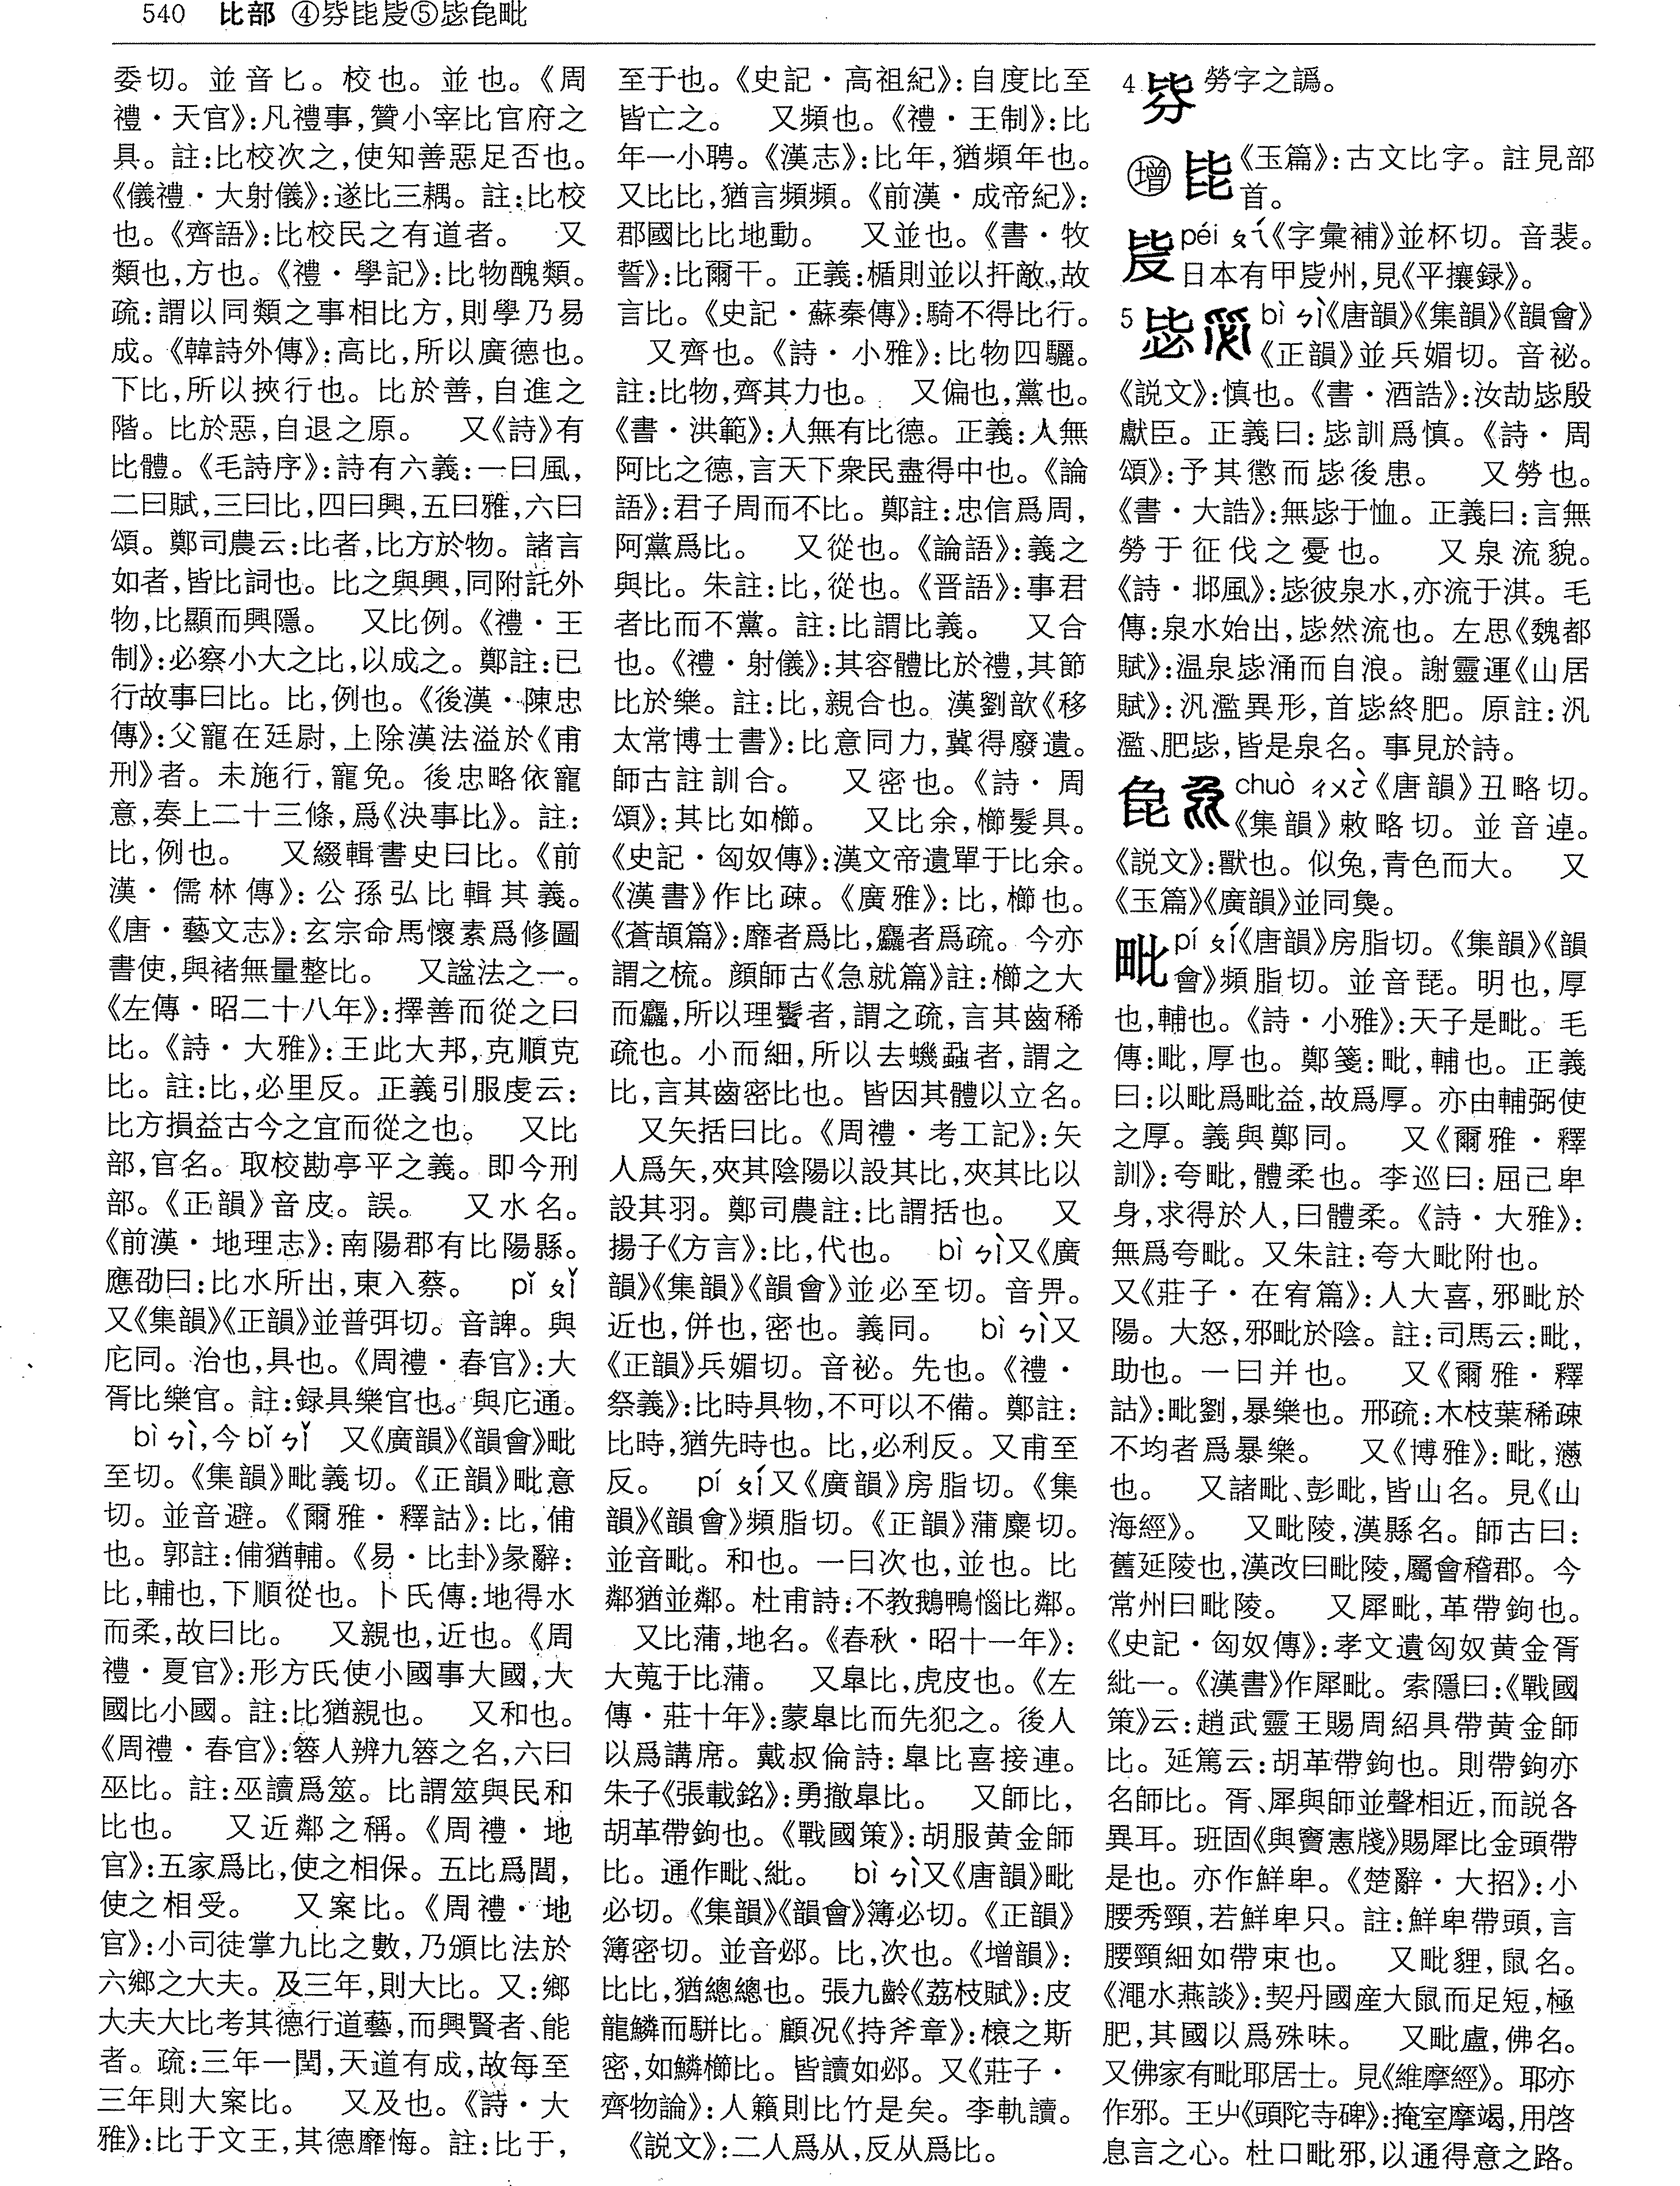 540 比部 ④㲋毞㲎⑤毖㲋毗
委切。並音匕。校也。並也。《周
禮·天官》:凡禮事,贊小宰比官府之
具。註:比校次之,使知善惡足否也。
《儀禮·大射儀》:遂比三耦。註:比校
也。《齊語》:比校民之有道者。 又
類也,方也。《禮·學記》:比物醜類。
疏:謂以同類之事相比方,則學乃易
成。《韓詩外傳》:高比,所以廣德也。
下比,所以挾行也。比於善,自進之
階。比於惡,自退之原。 又《詩》有
比體。《毛詩序》:詩有六義:一曰風,
二曰賦,三曰比,四曰興,五曰雅,六曰
頌。鄭司農云:比者,比方於物。諸言
如者,皆比詞也。比之與興,同附託外
物,比顯而興隱。 又比例。《禮·王
制》:必察小大之比,以成之。鄭註:已
行故事曰比。比,例也。《後漢·陳忠
傳》:父寵在廷尉,上除漢法溢於《甫
刑》者。未施行,寵免。後忠略依寵
意,奏上二十三條,爲《決事比》。註:
比,例也。 又綴輯書史曰比。《前
漢·儒林傳》:公孫弘比輯其義。
《唐·藝文志》:玄宗命馬懷素爲修圖
書使,與褚無量整比。 又諡法之一。
《左傳·昭二十八年》:擇善而從之曰
比。《詩·大雅》:王此大邦,克順克
比。註:比,必里反。正義引服虔云:
比方損益古今之宜而從之也。 又比
部,官名。取校勘亭平之義。即今刑
部。《正韻》音皮。誤。 又水名。
《前漢·地理志》:南陽郡有比陽縣。
應劭曰:比水所出,東入蔡。 pǐ ㄆㄧˇ
又《集韻》《正韻》並普弭切。音諀。與
庀同。治也,具也。《周禮·春官》:大
胥比樂官。註:録具樂官也。與庀通。
bì ㄅㄧˋ,今bǐ ㄅㄧˇ 又《廣韻》《韻會》毗
至切。《集韻》毗義切。《正韻》毗意
切。並音避。《爾雅·釋詁》:比,俌
也。郭註:俌猶輔。《易·比卦》彖辭:
比,輔也,下順從也。卜氏傳:地得水
而柔,故曰比。 又親也,近也。《周
禮·夏官》:形方氏使小國事大國,大
國比小國。註:比猶親也。 又和也。
《周禮·春官》:簭人辨九簭之名,六曰
巫比。註:巫讀爲筮。比謂筮與民和
比也。 又近鄰之稱。《周禮·地
官》:五家爲比,使之相保。五比爲閭,
使之相受。 又案比。《周禮·地
官》:小司徒掌九比之數,乃頒比法於
六鄉之大夫。及三年,則大比。又:鄉
大夫大比考其德行道藝,而興賢者、能
者。疏:三年一閏,天道有成,故每至
三年則大案比。 又及也。《詩·大
雅》:比于文王,其德靡悔。註:比于,
至于也。《史記·高祖紀》:自度比至
皆亡之。 又頻也。《禮·王制》:比
年一小聘。《漢志》:比年,猶頻年也。
又比比,猶言頻頻。《前漢·成帝紀》:
郡國比比地動。 又並也。《書·牧
誓》:比爾干。正義:楯則並以扞敵,故
言比。《史記·蘇秦傳》:騎不得比行。
又齊也。《詩·小雅》:比物四驪。
註:比物,齊其力也。 又偏也,黨也。
《書·洪範》:人無有比德。正義:人無
阿比之德,言天下衆民盡得中也。《論
語》:君子周而不比。鄭註:忠信爲周,
阿黨爲比。 又從也。《論語》:義之
與比。朱註:比,從也。《晋語》:事君
者比而不黨。註:比謂比義。 又合
也。《禮·射儀》:其容體比於禮,其節
比於樂。註:比,親合也。漢劉歆《移
太常博士書》:比意同力,冀得廢遺。
師古註訓合。 又密也。《詩·周
頌》:其比如櫛。 又比余,櫛髮具。
《史記·匈奴傳》:漢文帝遺單于比余。
《漢書》作比疎。《廣雅》:比,櫛也。
《蒼頡篇》:靡者爲比,麤者爲疏。今亦
謂之梳。顔師古《急就篇》註:櫛之大
而麤,所以理鬢者,謂之疏,言其齒稀
疏也。小而細,所以去蟣蝨者,謂之
比,言其齒密比也。皆因其體以立名。
又矢括曰比。《周禮·考工記》:矢
人爲矢,夾其陰陽以設其比,夾其比以
設其羽。鄭司農註:比謂括也。 又
揚子《方言》:比,代也。 bì ㄅㄧˋ又《廣
韻》《集韻》《韻會》並必至切。音畀。
近也,併也,密也。義同。 bì ㄅㄧˋ又
《正韻》兵媚切。音祕。先也。《禮·
祭義》:比時具物,不可以不備。鄭註:
比時,猶先時也。比,必利反。又甫至
反。 pí ㄆㄧˊ又《廣韻》房脂切。《集
韻》《韻會》頻脂切。《正韻》蒲麋切。
並音毗。和也。一曰次也,並也。比
鄰猶並鄰。杜甫詩:不教鵝鴨惱比鄰。
又比蒲,地名。《春秋·昭十一年》:
大蒐于比蒲。 又皋比,虎皮也。《左
傳·莊十年》:蒙皋比而先犯之。後人
以爲講席。戴叔倫詩:皋比喜接連。
朱子《張載銘》:勇撤皋比。 又師比,
胡革帶鉤也。《戰國策》:胡服黄金師
比。通作毗、紕。 bì ㄅㄧˋ又《唐韻》毗
必切。《集韻》《韻會》簿必切。《正韻》
簿密切。並音邲。比,次也。《增韻》:
比比,猶總總也。張九齡《荔枝賦》:皮
龍鱗而駢比。顧况《持斧章》:榱之斯
密,如鱗櫛比。皆讀如邲。又《莊子·
齊物論》:人籟則比竹是矣。李軌讀。
《説文》:二人爲从,反从爲比。
4 勞字之譌。
增 毞 《玉篇》:古文比字。註見部
首。
péi ㄆㄟˊ《字彙補》並杯切。音裴。
日本有甲州,見《平攘録》。
5 毖 bì ㄅㄧˋ《唐韻》《集韻》《韻會》
《正韻》並兵媚切。音祕。
《説文》:慎也。《書·酒誥》:汝劼毖殷
獻臣。正義曰:毖訓爲慎。《詩·周
頌》:予其懲而毖後患。 又勞也。
《書·大誥》:無毖于恤。正義曰:言無
勞于征伐之憂也。 又泉流貌。
《詩·邶風》:毖彼泉水,亦流于淇。毛
傳:泉水始出,毖然流也。左思《魏都
賦》:温泉毖涌而自浪。謝靈運《山居
賦》:汎濫異形,首毖終肥。原註:汎
濫、肥毖,皆是泉名。事見於詩。
㲋 chuò ㄔㄨㄛˋ《唐韻》丑略切。
《集韻》敕略切。並音逴。
《説文》:獸也。似兔,青色而大。 又
《玉篇》《廣韻》並同㚟。
毗 pí ㄆㄧˊ《唐韻》房脂切。《集韻》《韻
會》頻脂切。並音琵。明也,厚
也,輔也。《詩·小雅》:天子是毗。毛
傳:毗,厚也。鄭箋:毗,輔也。正義
曰:以毗爲毗益,故爲厚。亦由輔弼使
之厚。義與鄭同。 又《爾雅·釋
訓》:夸毗,體柔也。李巡曰:屈己卑
身,求得於人,曰體柔。《詩·大雅》:
無爲夸毗。又朱註:夸大毗附也。
又《莊子·在宥篇》:人大喜,邪毗於
陽。大怒,邪毗於陰。註:司馬云:毗,
助也。一曰并也。 又《爾雅·釋
詁》:毗劉,暴樂也。邢疏:木枝葉稀疎
不均者爲暴樂。 又《博雅》:毗,懣
也。 又諸毗、彭毗,皆山名。見《山
海經》。 又毗陵,漢縣名。師古曰:
舊延陵也,漢改曰毗陵,屬會稽郡。今
常州曰毗陵。 又犀毗,革帶鉤也。
《史記·匈奴傳》:孝文遺匈奴黄金胥
紕一。《漢書》作犀毗。索隱曰:《戰國
策》云:趙武靈王賜周紹具帶黄金師
比。延篤云:胡革帶鉤也。則帶鉤亦
名師比。胥、犀與師並聲相近,而説各
異耳。班固《與竇憲牋》賜犀比金頭帶
是也。亦作鮮卑。《楚辭·大招》:小
腰秀頸,若鮮卑只。註:鮮卑帶頭,言
腰頸細如帶束也。 又毗貍,鼠名。
《澠水燕談》:契丹國産大鼠而足短,極
肥,其國以爲殊味。 又毗盧,佛名。
又佛家有毗耶居士。見《維摩經》。耶亦
作邪。王屮《頭陀寺碑》:掩室摩竭,用啓
息言之心。杜口毗邪,以通得意之路。